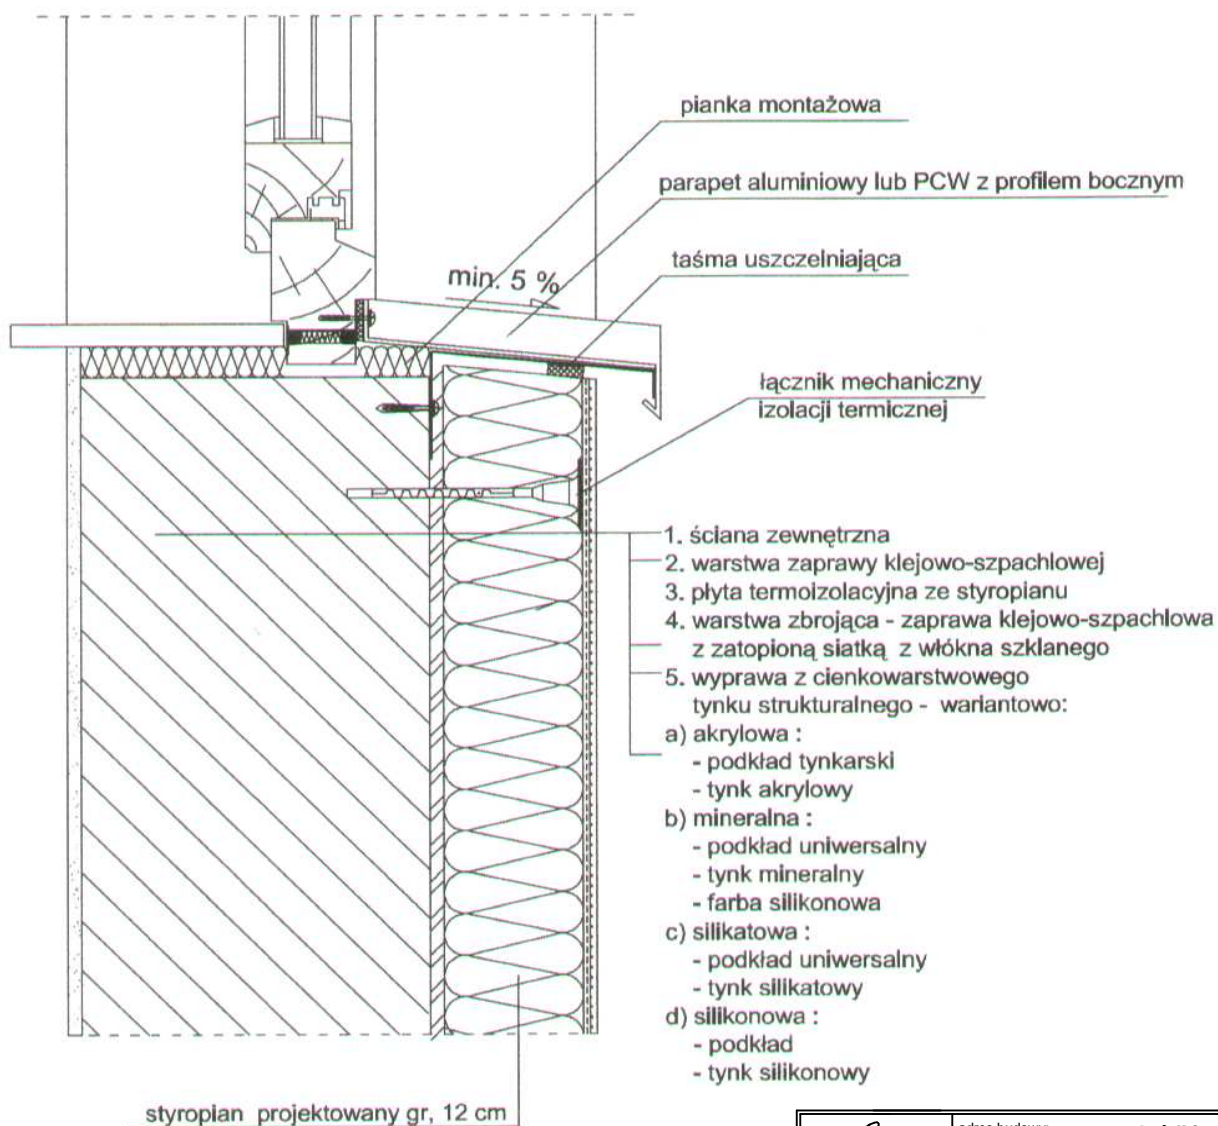 pianka montażowa
parapet aluminiowy lub PCW z profilem bocznym
taśma uszczelniająca
min. 5 %
łącznik mechaniczny
izolacji termicznej
1. ściana zewnętrzna
2. warstwa zaprawy klejowo-szpachlowej
3. płyta termoizolacyjna ze styropianu
4. warstwa zbrojąca - zaprawa klejowo-szpachlowa
z zatopioną siatką z włókna szklanego
5. wyprawa z cienkowarstwowego
tynku strukturalnego - wariantowo:
a) akrylowa :
- podkład tynkarski
- tynk akrylowy
b) mineralna :
- podkład uniwersalny
- tynk mineralny
- farba silikonowa
c) silikatowa :
- podkład uniwersalny
- tynk silikatowy
d) silikonowa :
- podkład
- tynk silikonowy
styropian projektowany gr, 12 cm